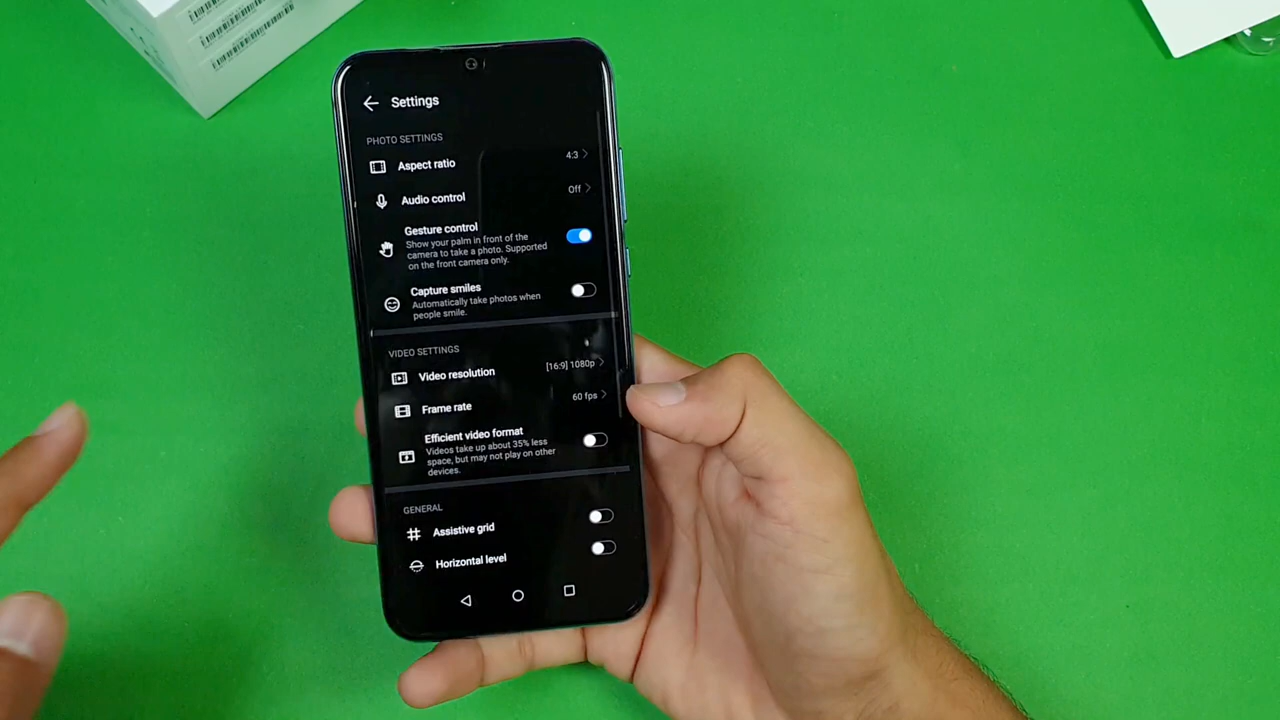 Settings
PHOTO SETTINGS
Aspect ratio
4:3
Audio control
Off
Gesture control
Show your palm in front of the
camera to take a photo. Supported
on the front camera only.
Capture smiles
Automatically take photos when
people smile.
VIDEO SETTINGS
Video resolution
[16:9] 1080p
Frame rate
60 fps
Efficient video format
Videos take up about 35% less
space, but may not play on other
devices.
GENERAL
Assistive grid
Horizontal level